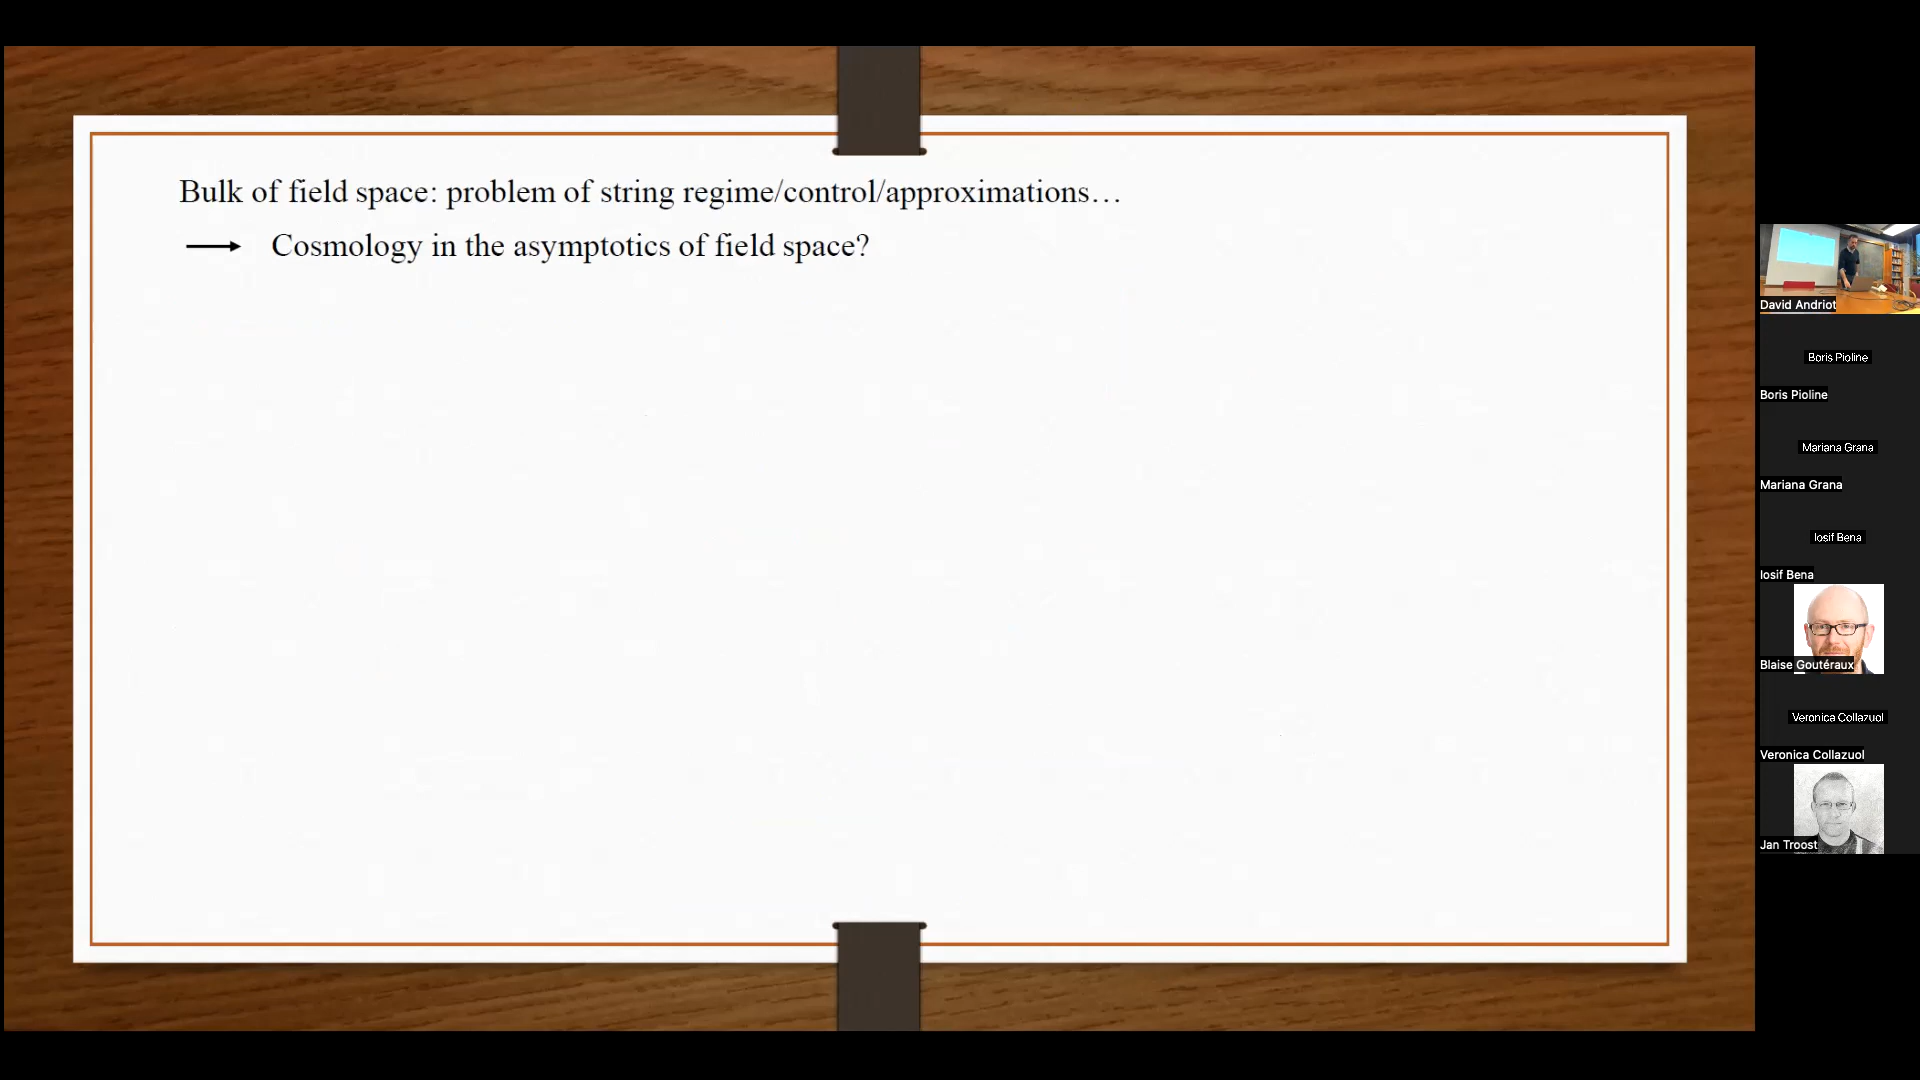 Bulk of field space: problem of string regime/control/approximations…
→ Cosmology in the asymptotics of field space?
David Andriot
Boris Pioline
Boris Pioline
Mariana Grana
Mariana Grana
Iosif Bena
Iosif Bena
Blaise Goutéraux
Veronica Collazuol
Veronica Collazuol
Jan Troost